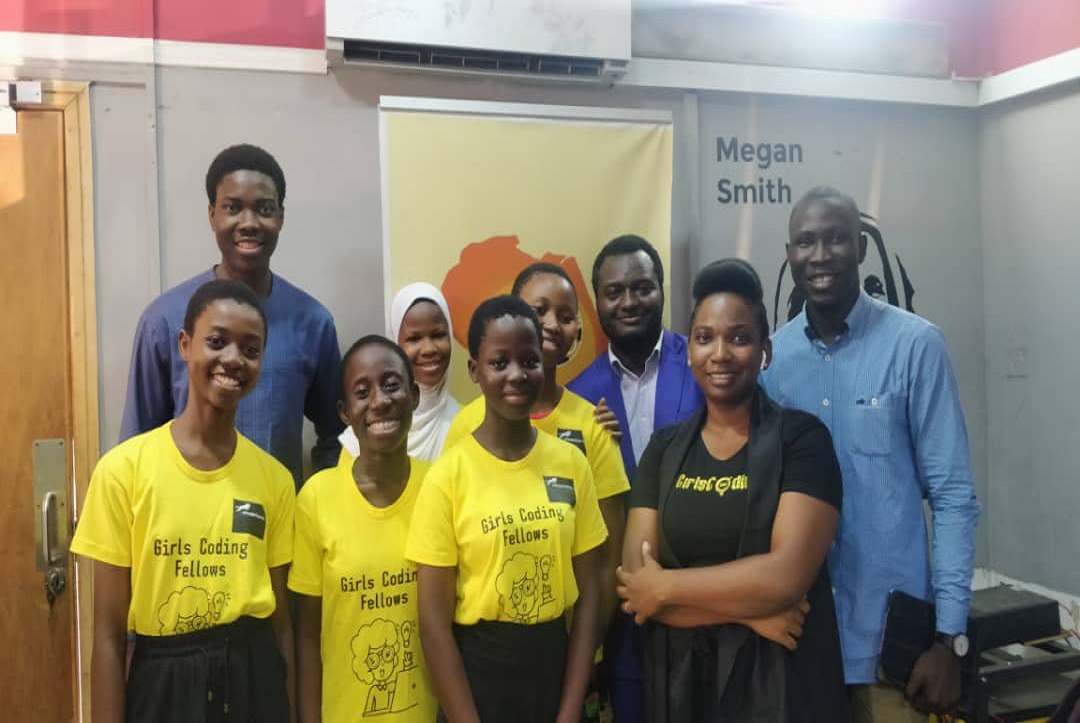 Megan
Smith
Girls Coding
Fellows
Girls Coding
Fellows
Girls Coding
Fellows